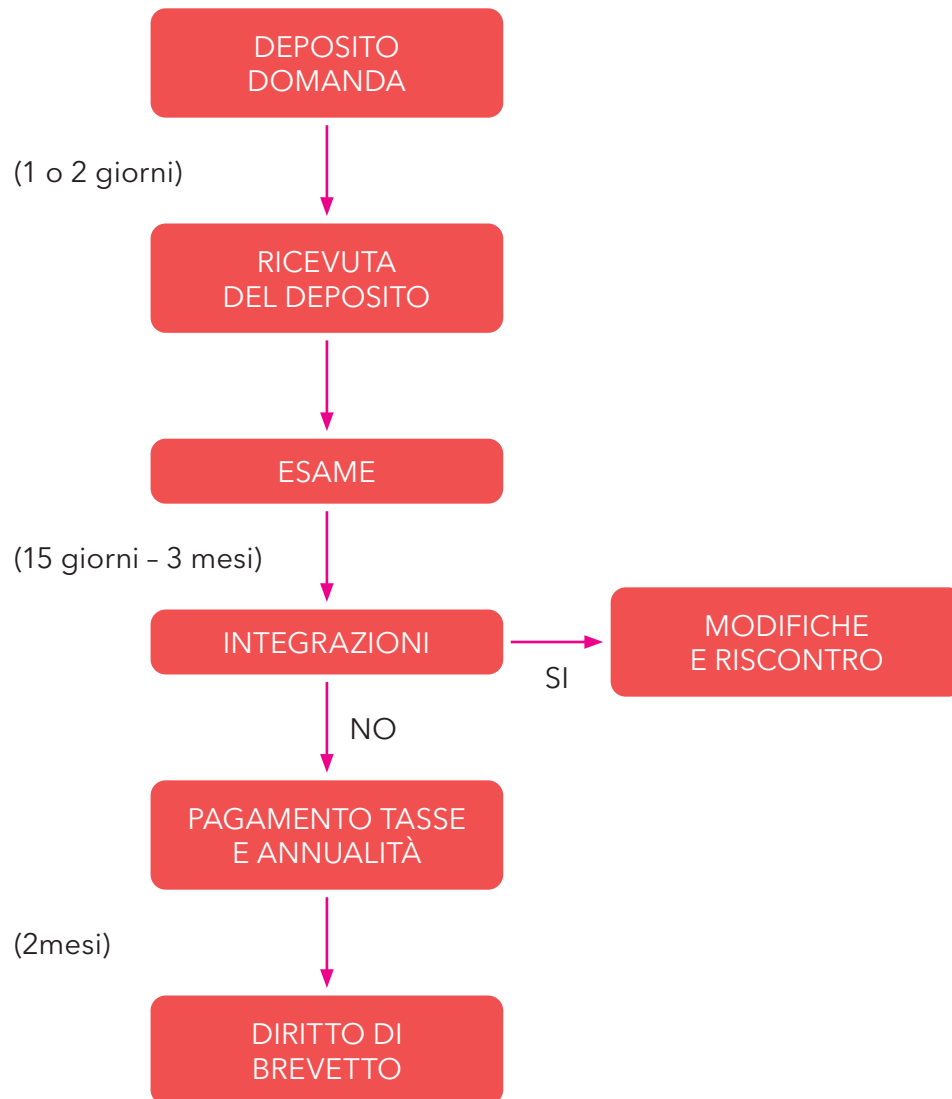 DEPOSITO
DOMANDA
(1 o 2 giorni)
RICEVUTA
DEL DEPOSITO
ESAME
(15 giorni – 3 mesi)
INTEGRAZIONI
SI
MODIFICHE
E RISCONTRO
NO
PAGAMENTO TASSE
E ANNUALITÀ
(2mesi)
DIRITTO DI
BREVETTO